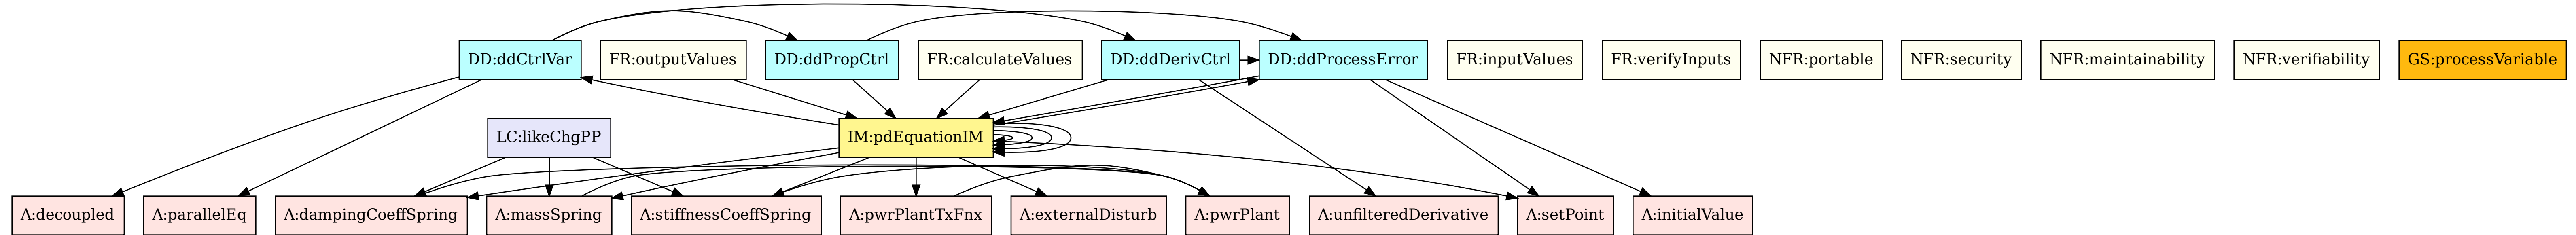 DD:ddCtrlVar
FR:outputValues
DD:ddPropCtrl
FR:calculateValues
DD:ddDerivCtrl
DD:ddProcessError
FR:inputValues
FR:verifyInputs
NFR:portable
NFR:security
NFR:maintainability
NFR:verifiability
GS:processVariable
LC:likeChgPP
IM:pdEquationIM
A:decoupled
A:parallelEq
A:dampingCoeffSpring
A:massSpring
A:stiffnessCoeffSpring
A:pwrPlantTxFnx
A:externalDisturb
A:pwrPlant
A:unfilteredDerivative
A:setPoint
A:initialValue